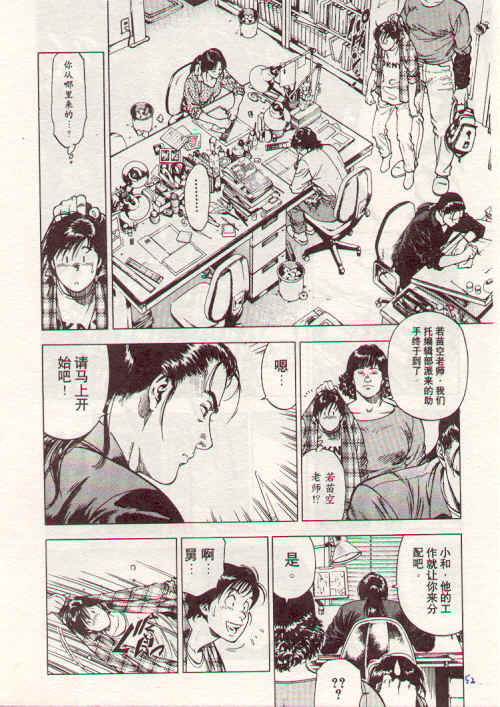 ………
你从哪里来的…?
若苗空老师，我们
托编辑部派来的助
手终于到了。
若苗空
老师!?
嗯…
请马上开
始吧！
小和，他的工
作就让你来分
配吧。
是。
??
啊…
舅…
52